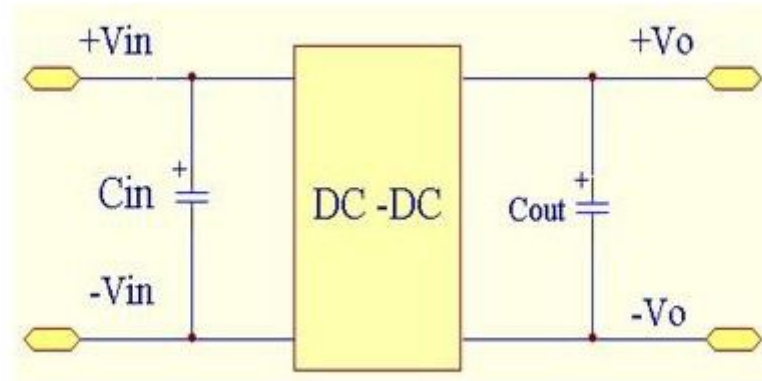 +Vin
+Vo
+
Cin
DC -DC
+
Cout
-Vin
-Vo